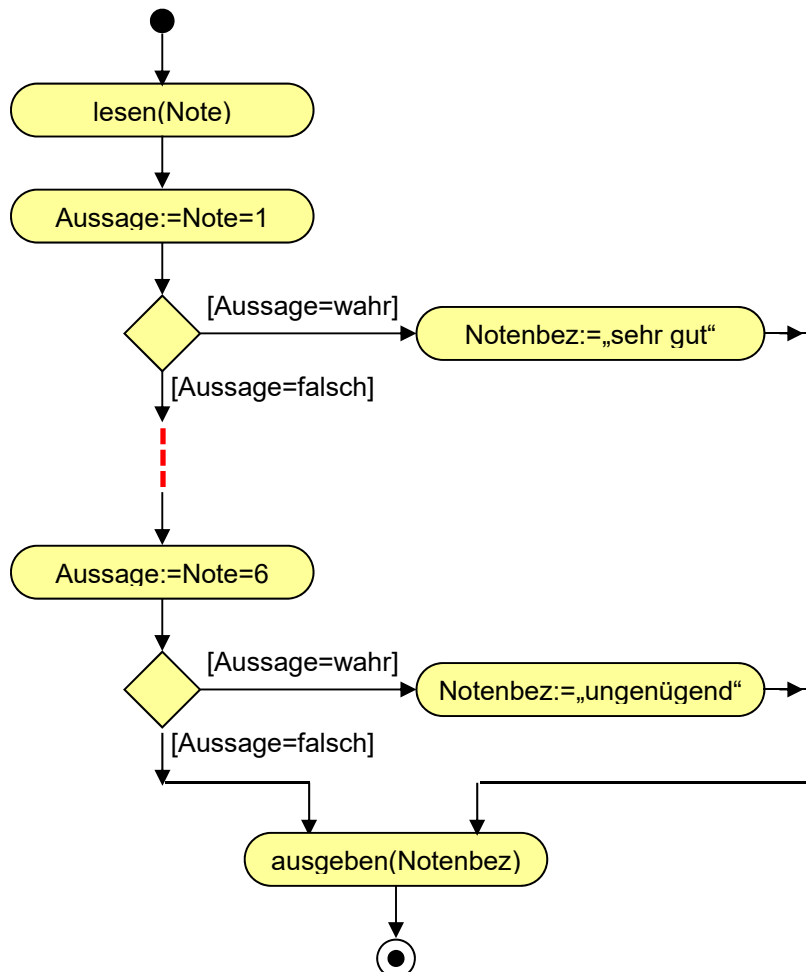 lesen(Note)
Aussage:=Note=1
[Aussage=wahr]
Notenbez:=„sehr gut“
[Aussage=falsch]
Aussage:=Note=6
[Aussage=wahr]
Notenbez:=„ungenügend“
[Aussage=falsch]
ausgeben(Notenbez)